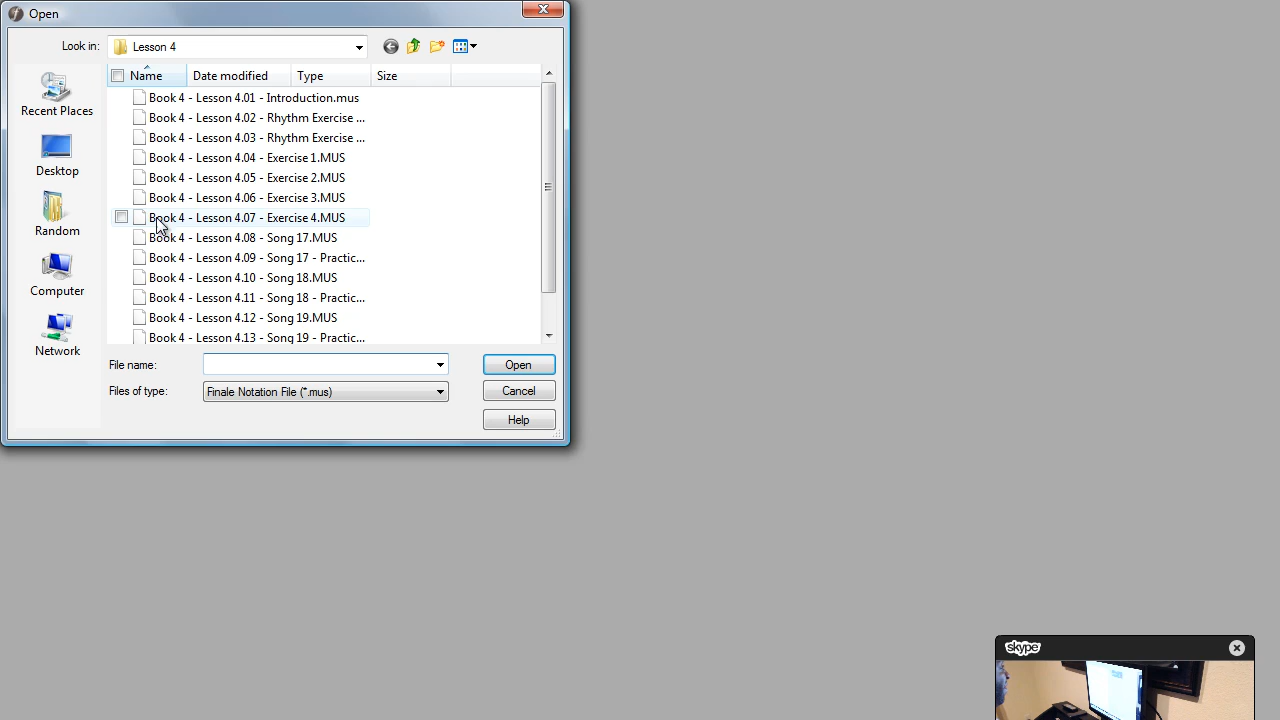 Open
Look in:
Lesson 4
Name
Date modified
Type
Size
Recent Places
Desktop
Random
Computer
Network
Book 4 - Lesson 4.01 - Introduction.mus
Book 4 - Lesson 4.02 - Rhythm Exercise ...
Book 4 - Lesson 4.03 - Rhythm Exercise ...
Book 4 - Lesson 4.04 - Exercise 1.MUS
Book 4 - Lesson 4.05 - Exercise 2.MUS
Book 4 - Lesson 4.06 - Exercise 3.MUS
Book 4 - Lesson 4.07 - Exercise 4.MUS
Book 4 - Lesson 4.08 - Song 17.MUS
Book 4 - Lesson 4.09 - Song 17 - Practic...
Book 4 - Lesson 4.10 - Song 18.MUS
Book 4 - Lesson 4.11 - Song 18 - Practic...
Book 4 - Lesson 4.12 - Song 19.MUS
Book 4 - Lesson 4.13 - Song 19 - Practic...
File name:
Open
Files of type:
Finale Notation File (*.mus)
Cancel
Help
skype